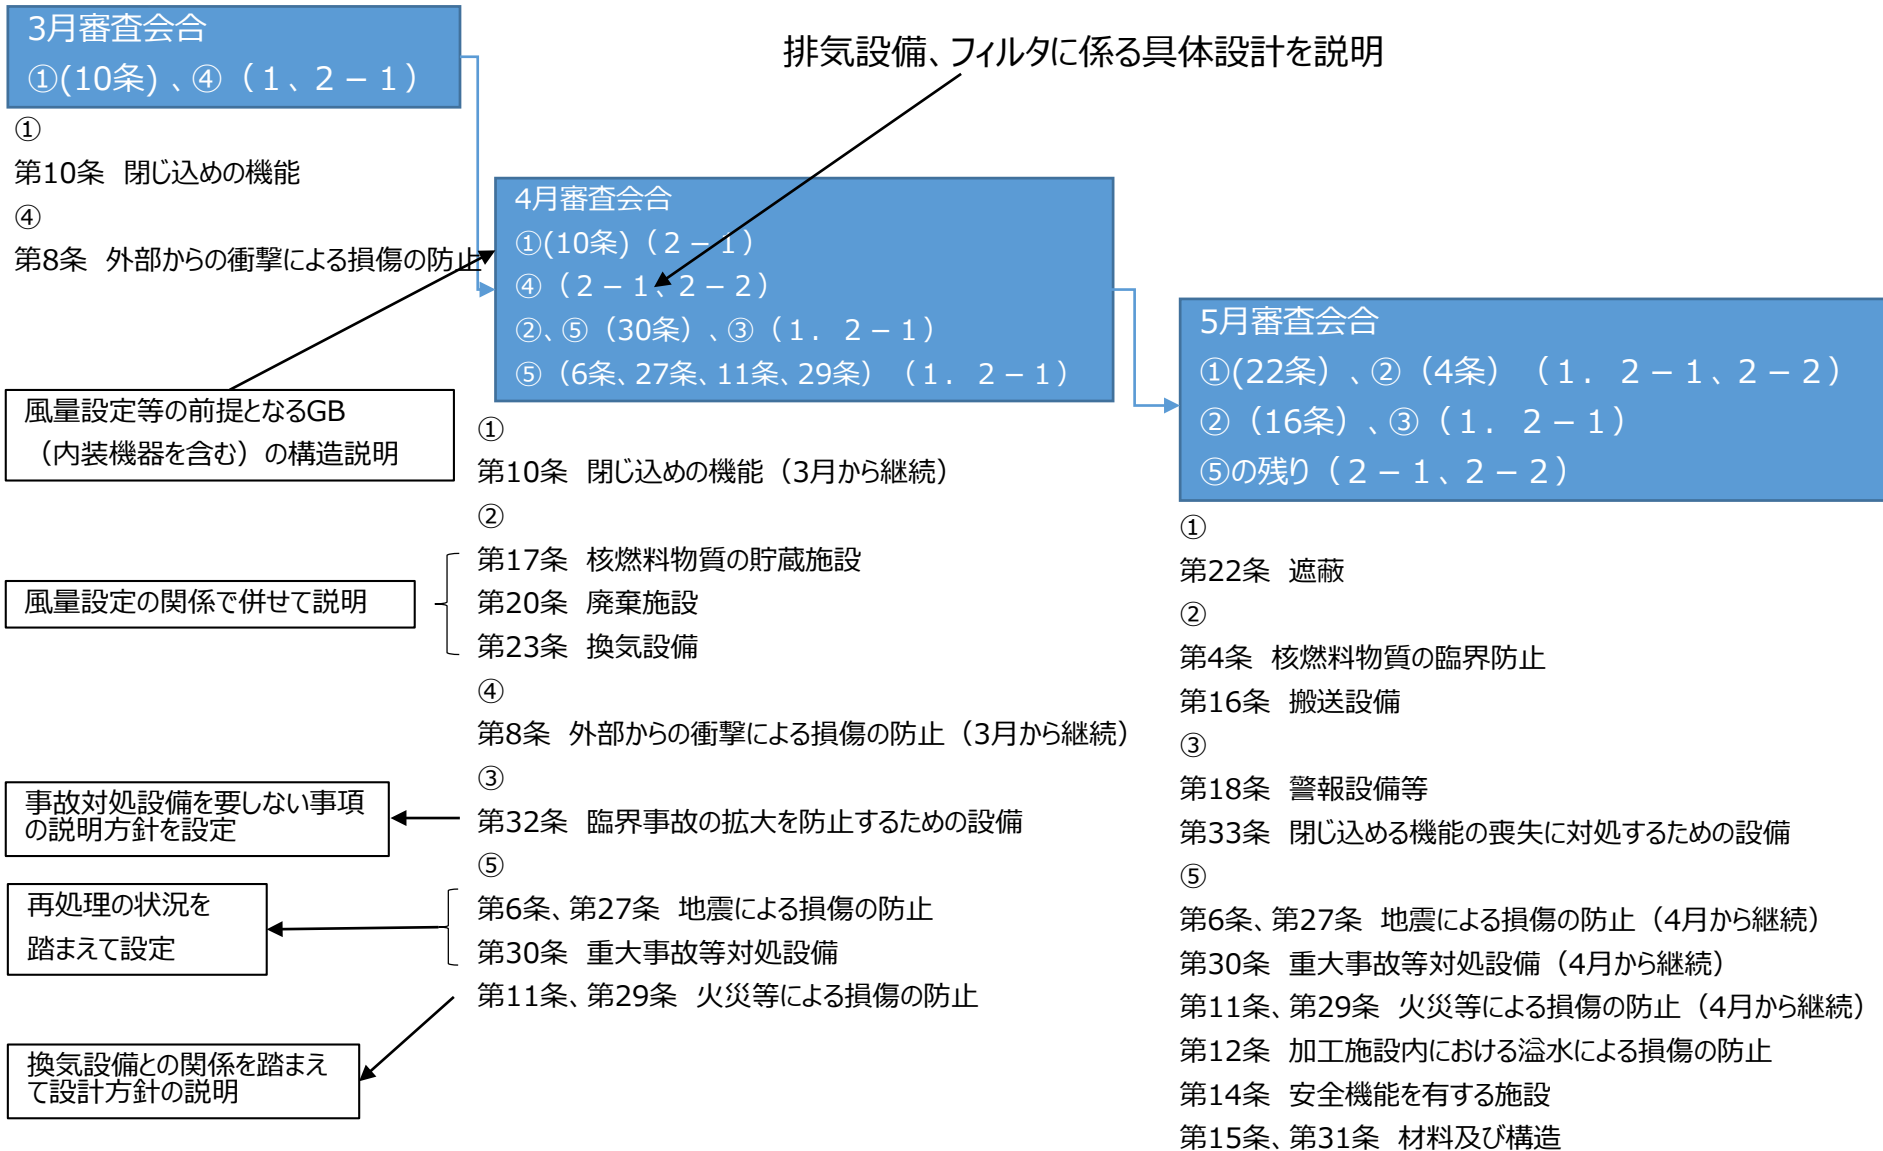 3月審査会合
①(10条) 、④（１、２－１）
①
第10条　閉じ込めの機能
④
第8条　外部からの衝撃による損傷の防止
排気設備、フィルタに係る具体設計を説明
4月審査会合
①(10条)（２－１）
④（２－１、２－２）
②、⑤（30条）、③（１．２－１）
⑤（6条、27条、11条、29条）（１．２－１）
風量設定等の前提となるGB
（内装機器を含む）の構造説明
風量設定の関係で併せて説明
事故対処設備を要しない事項
の説明方針を設定
再処理の状況を
踏まえて設定
換気設備との関係を踏まえ
て設計方針の説明
①
第10条　閉じ込めの機能（3月から継続）
②
第17条　核燃料物質の貯蔵施設
第20条　廃棄施設
第23条　換気設備
④
第8条　外部からの衝撃による損傷の防止（3月から継続）
③
第32条　臨界事故の拡大を防止するための設備
⑤
第6条、第27条　地震による損傷の防止
第30条　重大事故等対処設備
第11条、第29条　火災等による損傷の防止
5月審査会合
①(22条）、②（4条）（１．２－１、２－２）
②（16条）、③（１．２－１）
⑤の残り（２－１、２－２）
①
第22条　遮蔽
②
第4条　核燃料物質の臨界防止
第16条　搬送設備
③
第18条　警報設備等
第33条　閉じ込める機能の喪失に対処するための設備
⑤
第6条、第27条　地震による損傷の防止（4月から継続）
第30条　重大事故等対処設備（4月から継続）
第11条、第29条　火災等による損傷の防止（4月から継続）
第12条　加工施設内における溢水による損傷の防止
第14条　安全機能を有する施設
第15条、第31条　材料及び構造